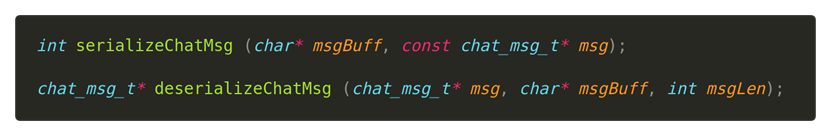 int serializeChatMsg (char* msgBuff, const chat_msg_t* msg);
chat_msg_t* deserializeChatMsg (chat_msg_t* msg, char* msgBuff, int msgLen);